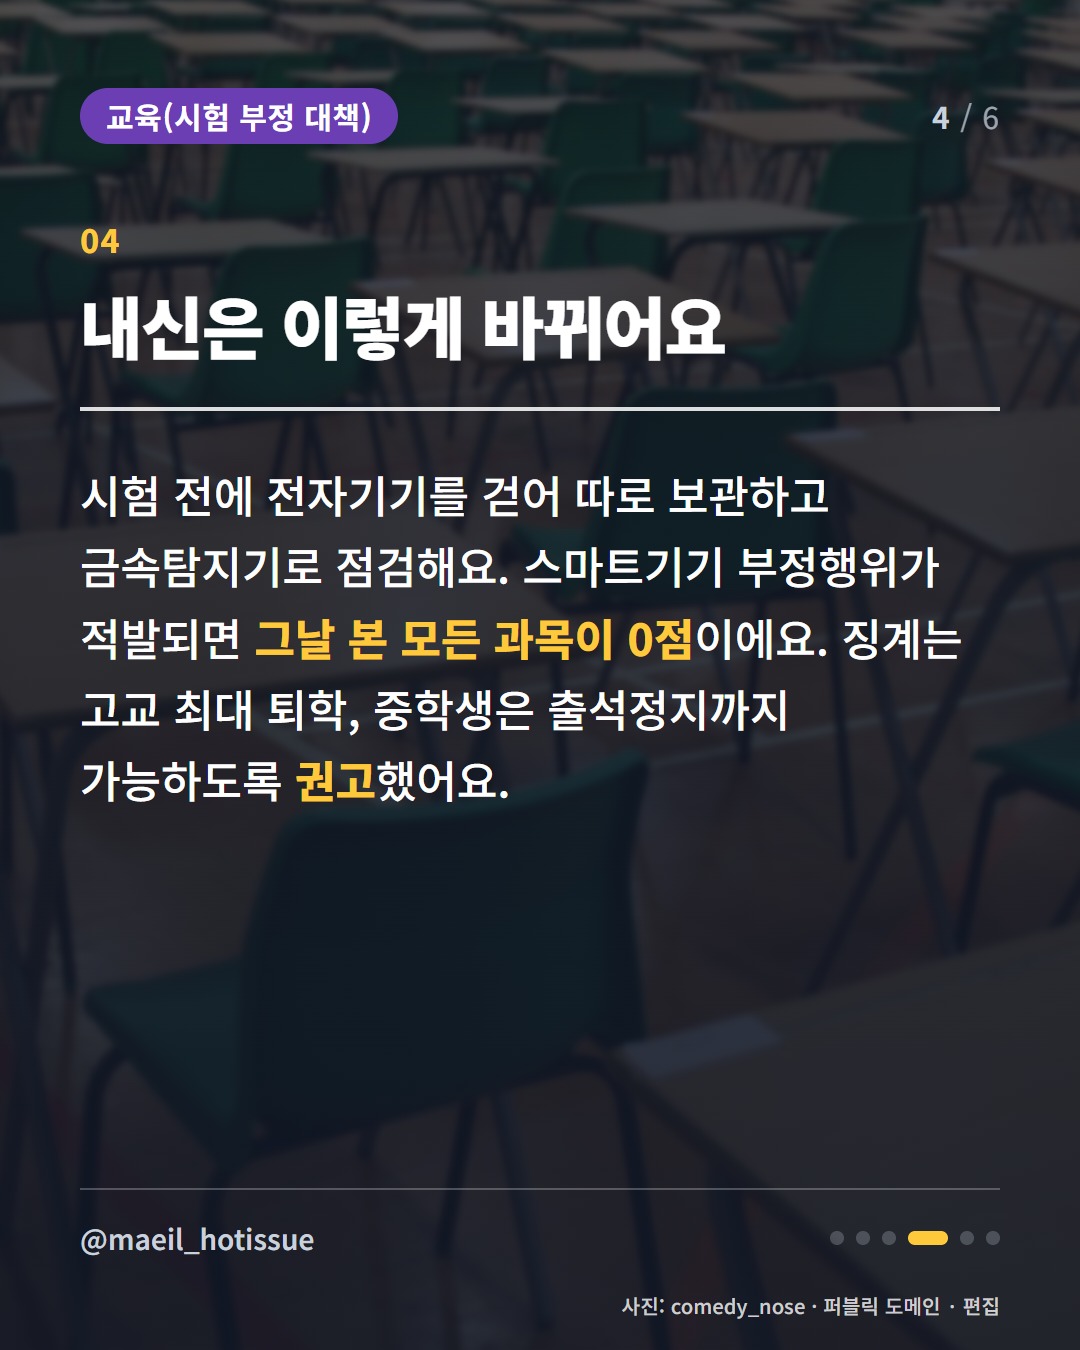 교육(시험 부정 대책)
4 / 6
04
내신은 이렇게 바뀌어요
시험 전에 전자기기를 걷어 따로 보관하고
금속탐지기로 점검해요. 스마트기기 부정행위가
적발되면 그날 본 모든 과목이 0점이에요. 징계는
고교 최대 퇴학, 중학생은 출석정지까지
가능하도록 권고했어요.
@maeil_hotissue
사진: comedy_nose · 퍼블릭 도메인 · 편집